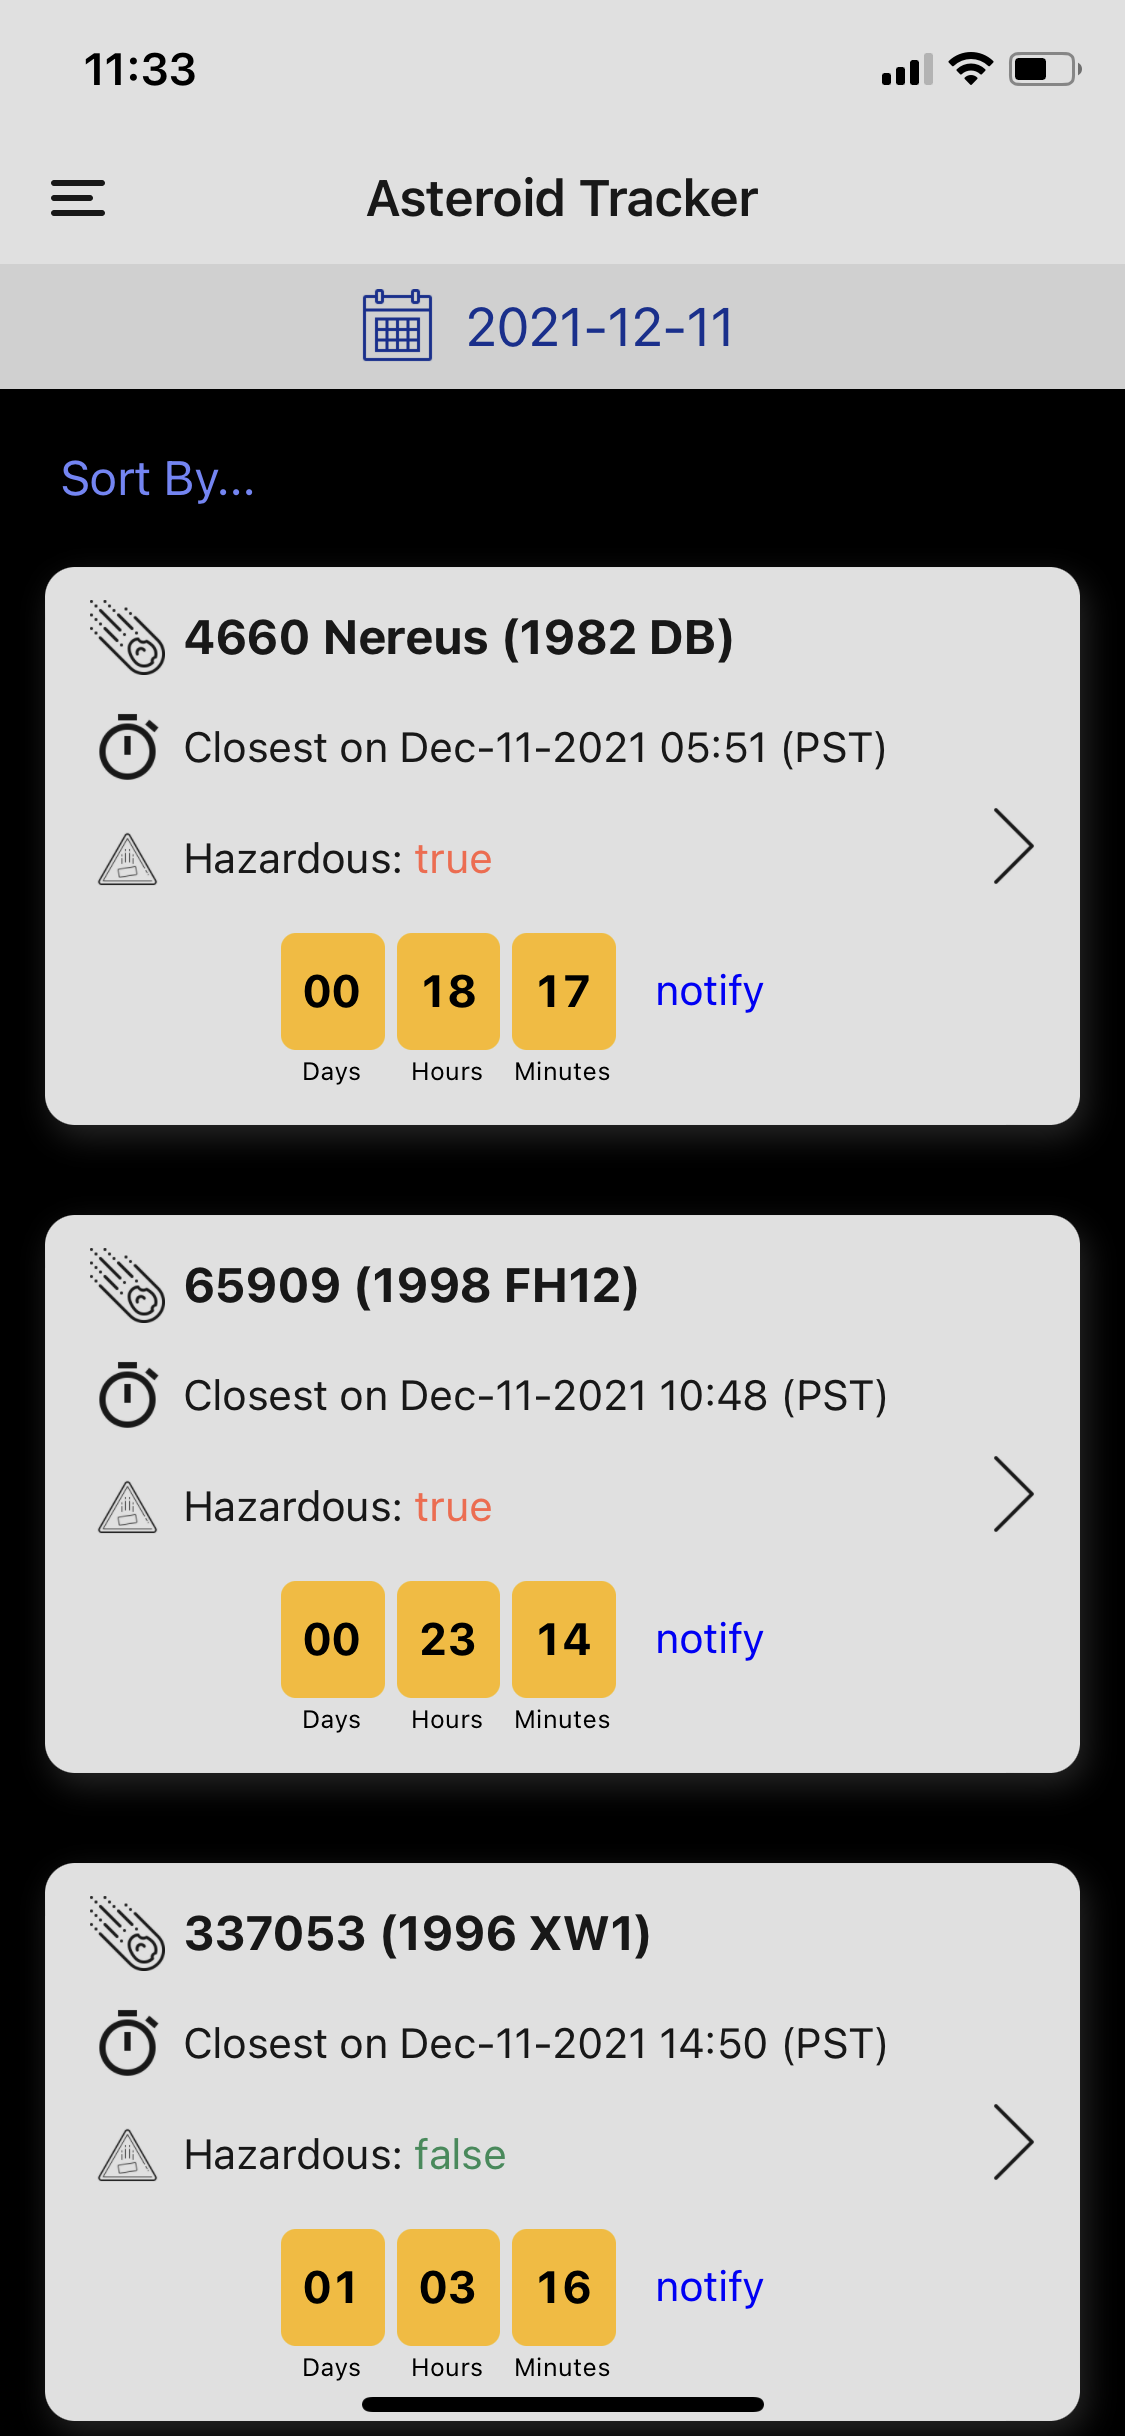 11:33
Asteroid Tracker
2021-12-11
Sort By...
4660 Nereus (1982 DB)
Closest on Dec-11-2021 05:51 (PST)
Hazardous: true
00 18 17 notify
Days Hours Minutes
65909 (1998 FH12)
Closest on Dec-11-2021 10:48 (PST)
Hazardous: true
00 23 14 notify
Days Hours Minutes
337053 (1996 XW1)
Closest on Dec-11-2021 14:50 (PST)
Hazardous: false
01 03 16 notify
Days Hours Minutes